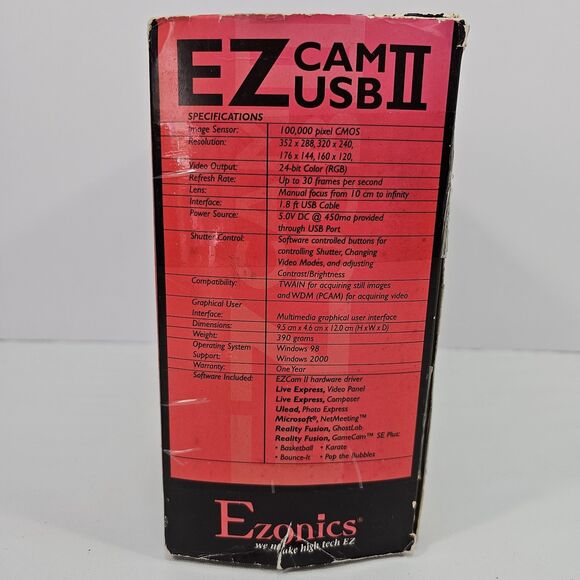 EZ CAM USB II
SPECIFICATIONS
Image Sensor: 100,000 pixel CMOS
Resolution: 352 x 288, 320 x 240,
176 x 144, 160 x 120,
Video Output: 24-bit Color (RGB)
Refresh Rate: Up to 30 frames per second
Lens: Manual focus from 10 cm to infinity
Interface: 1.8 ft USB Cable
Power Source: 5.0V DC @ 450ma provided
through USB Port
Shutter Control: Software controlled buttons for
controlling Shutter, Changing
Video Modes, and adjusting
Contrast/Brightness
Compatibility: TWAIN for acquiring still images
and WDM (PCAM) for acquiring video
Graphical User
Interface: Multimedia graphical user interface
Dimensions: 9.5 cm x 4.6 cm x 12.0 cm (H x W x D)
Weight: 390 grams
Operating System Windows 98
Support: Windows 2000
Warranty: One Year
Software Included: EZCam II hardware driver
Live Express, Video Panel
Live Express, Composer
Ulead, Photo Express
Microsoft®, NetMeeting™
Reality Fusion, GhostLab
Reality Fusion, GameCam™ SE Plus:
• Basketball • Karate
• Bounce-It • Pop the Bubbles
Ezonics®
we make high tech EZ